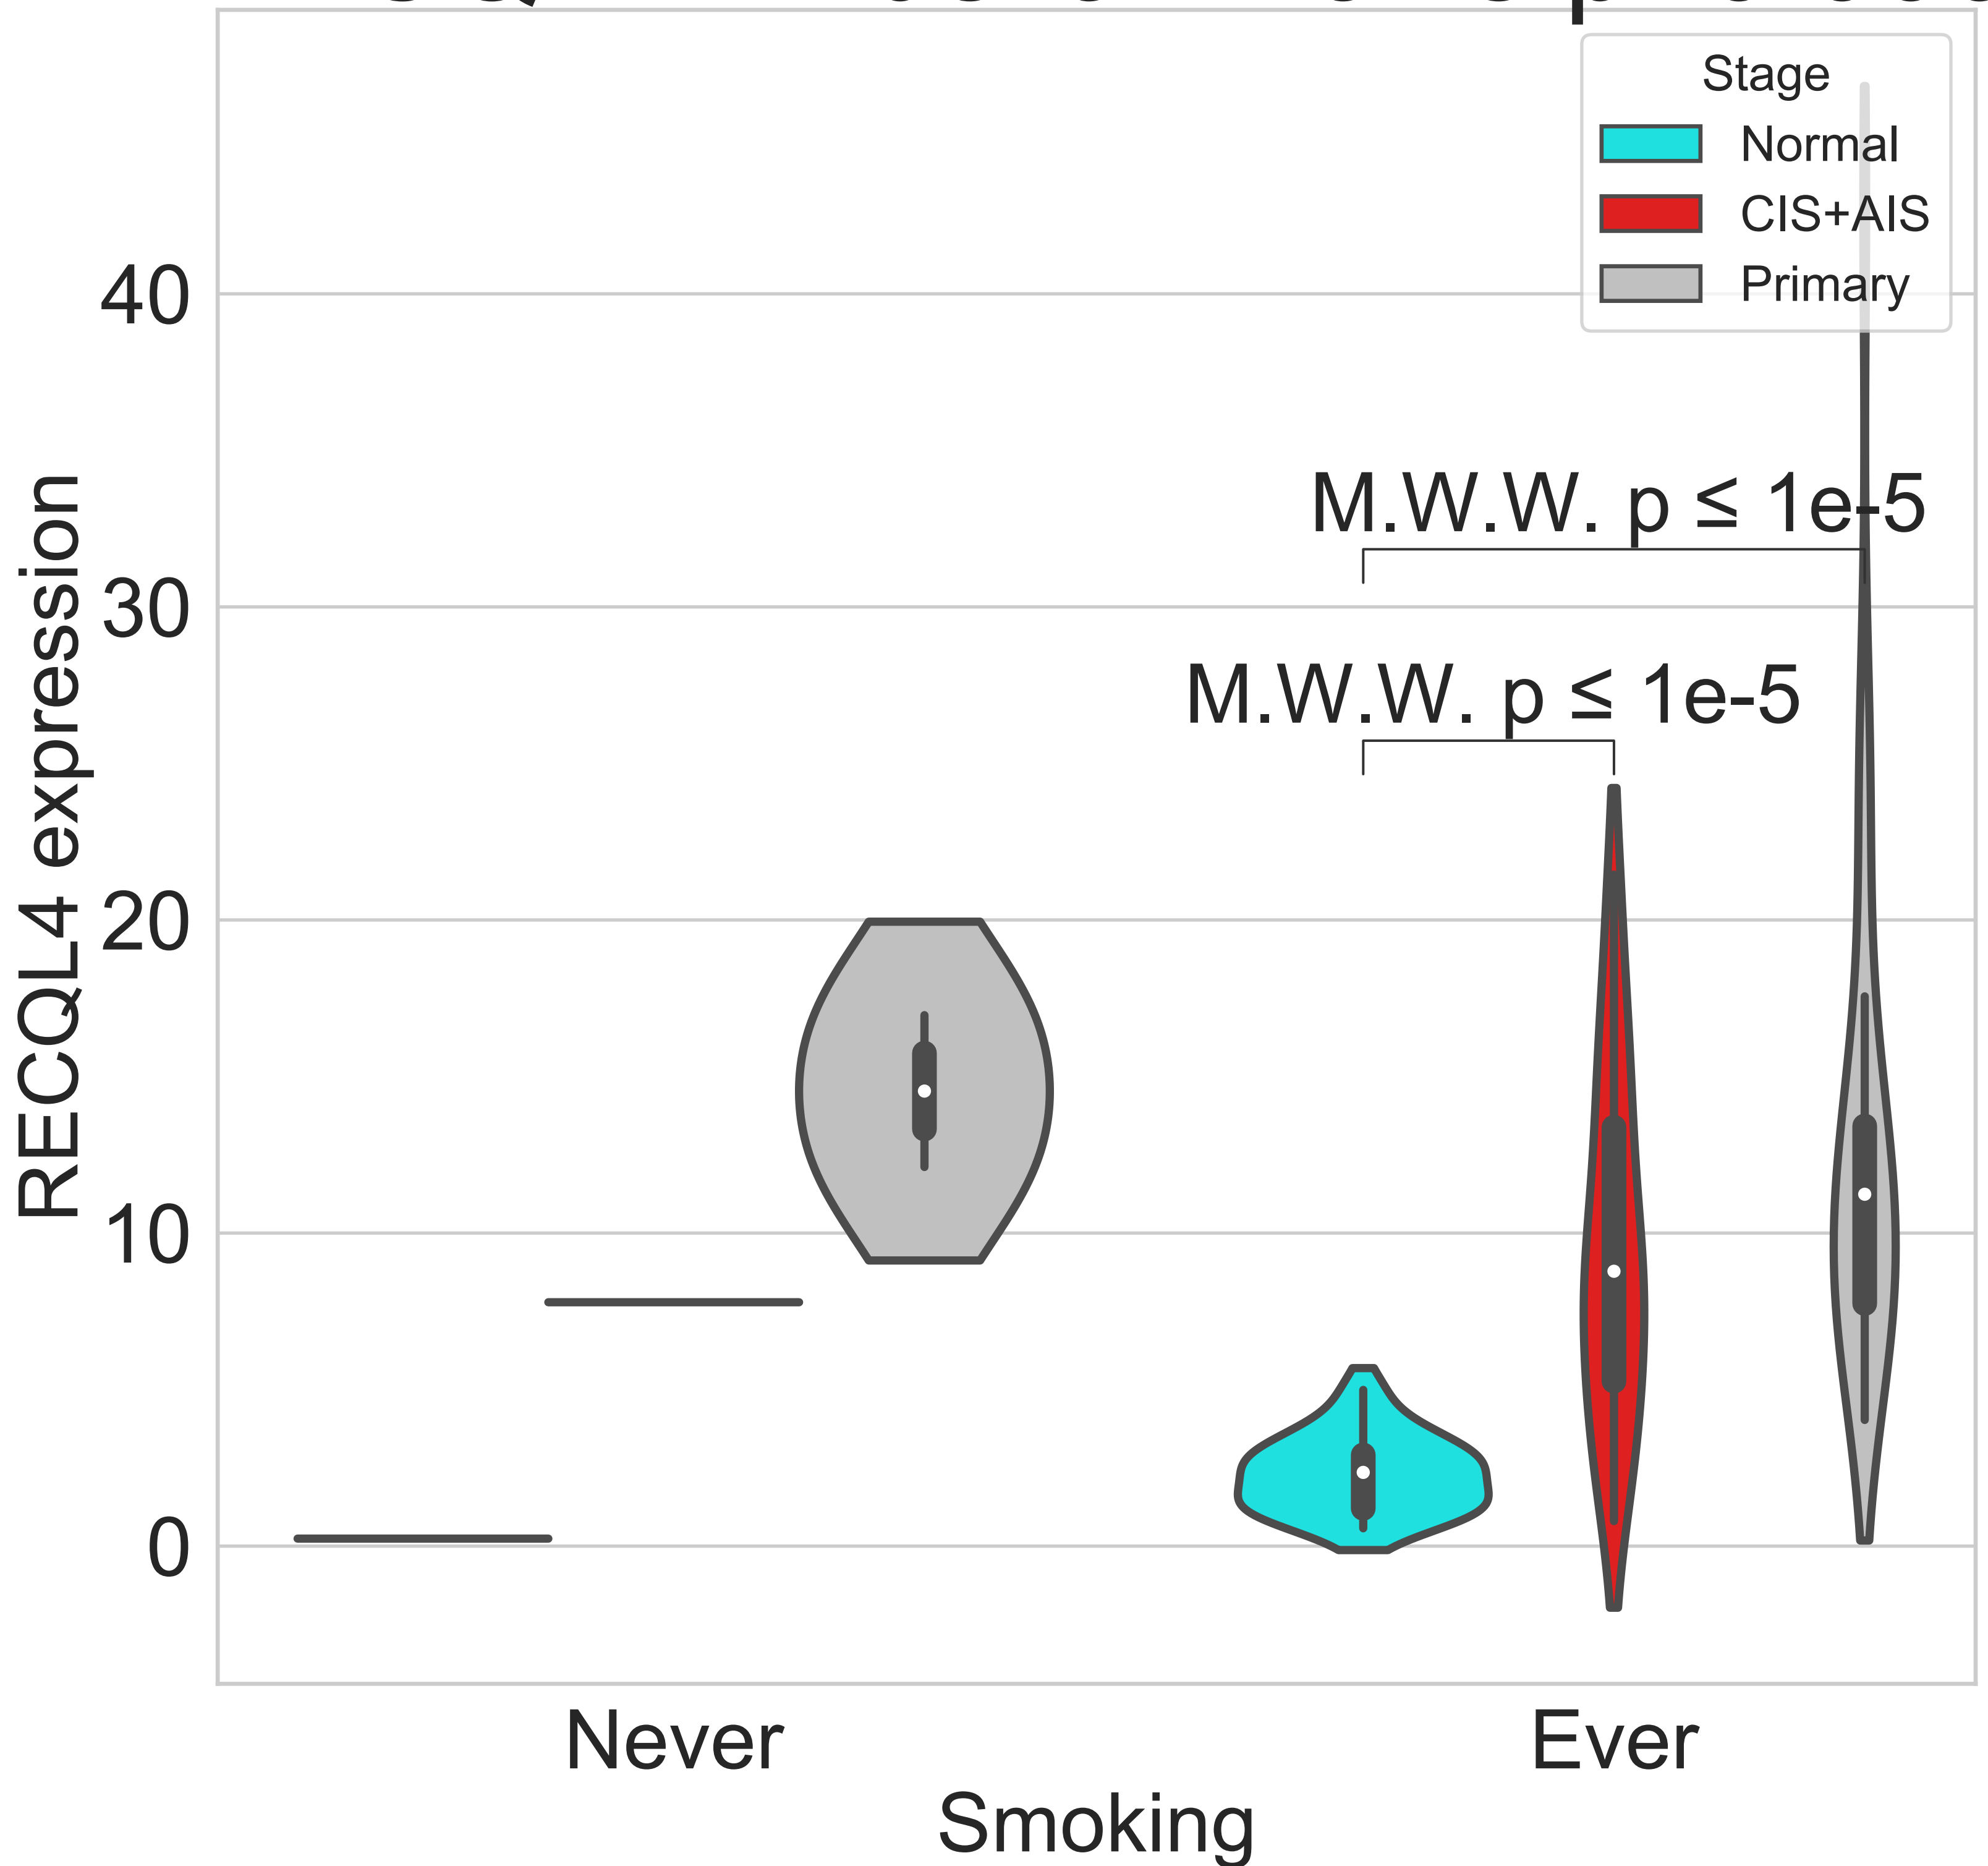 Stage
Normal
CIS+AIS
Primary
40
30
20
10
0
RECQL4 expression
M.W.W. p ≤ 1e-5
M.W.W. p ≤ 1e-5
Never
Ever
Smoking